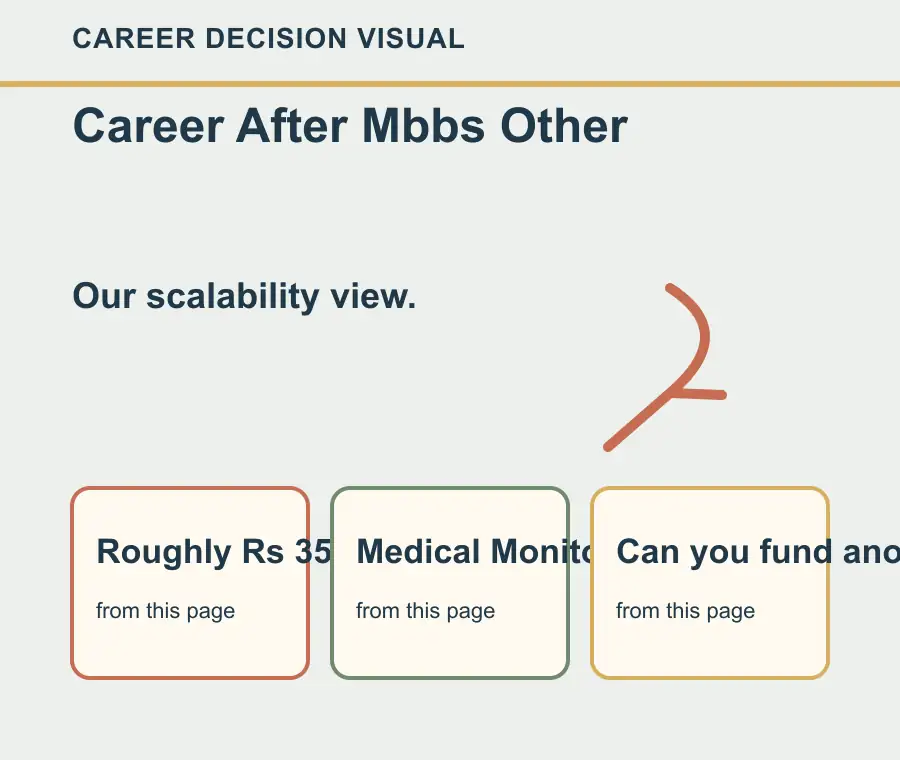 CAREER DECISION VISUAL
Career After Mbbs Other
Our scalability view.
Roughly Rs 35
Medical Monito
Can you fund ano
from this page
from this page
from this page